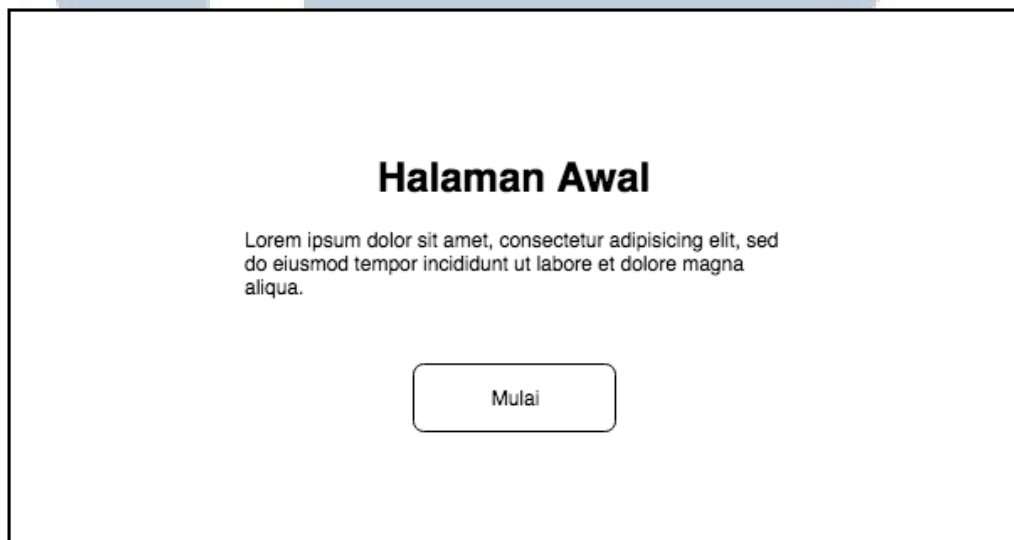 Halaman Awal
Lorem ipsum dolor sit amet, consectetur adipisicing elit, sed
do eiusmod tempor incididunt ut labore et dolore magna
aliqua.
Mulai